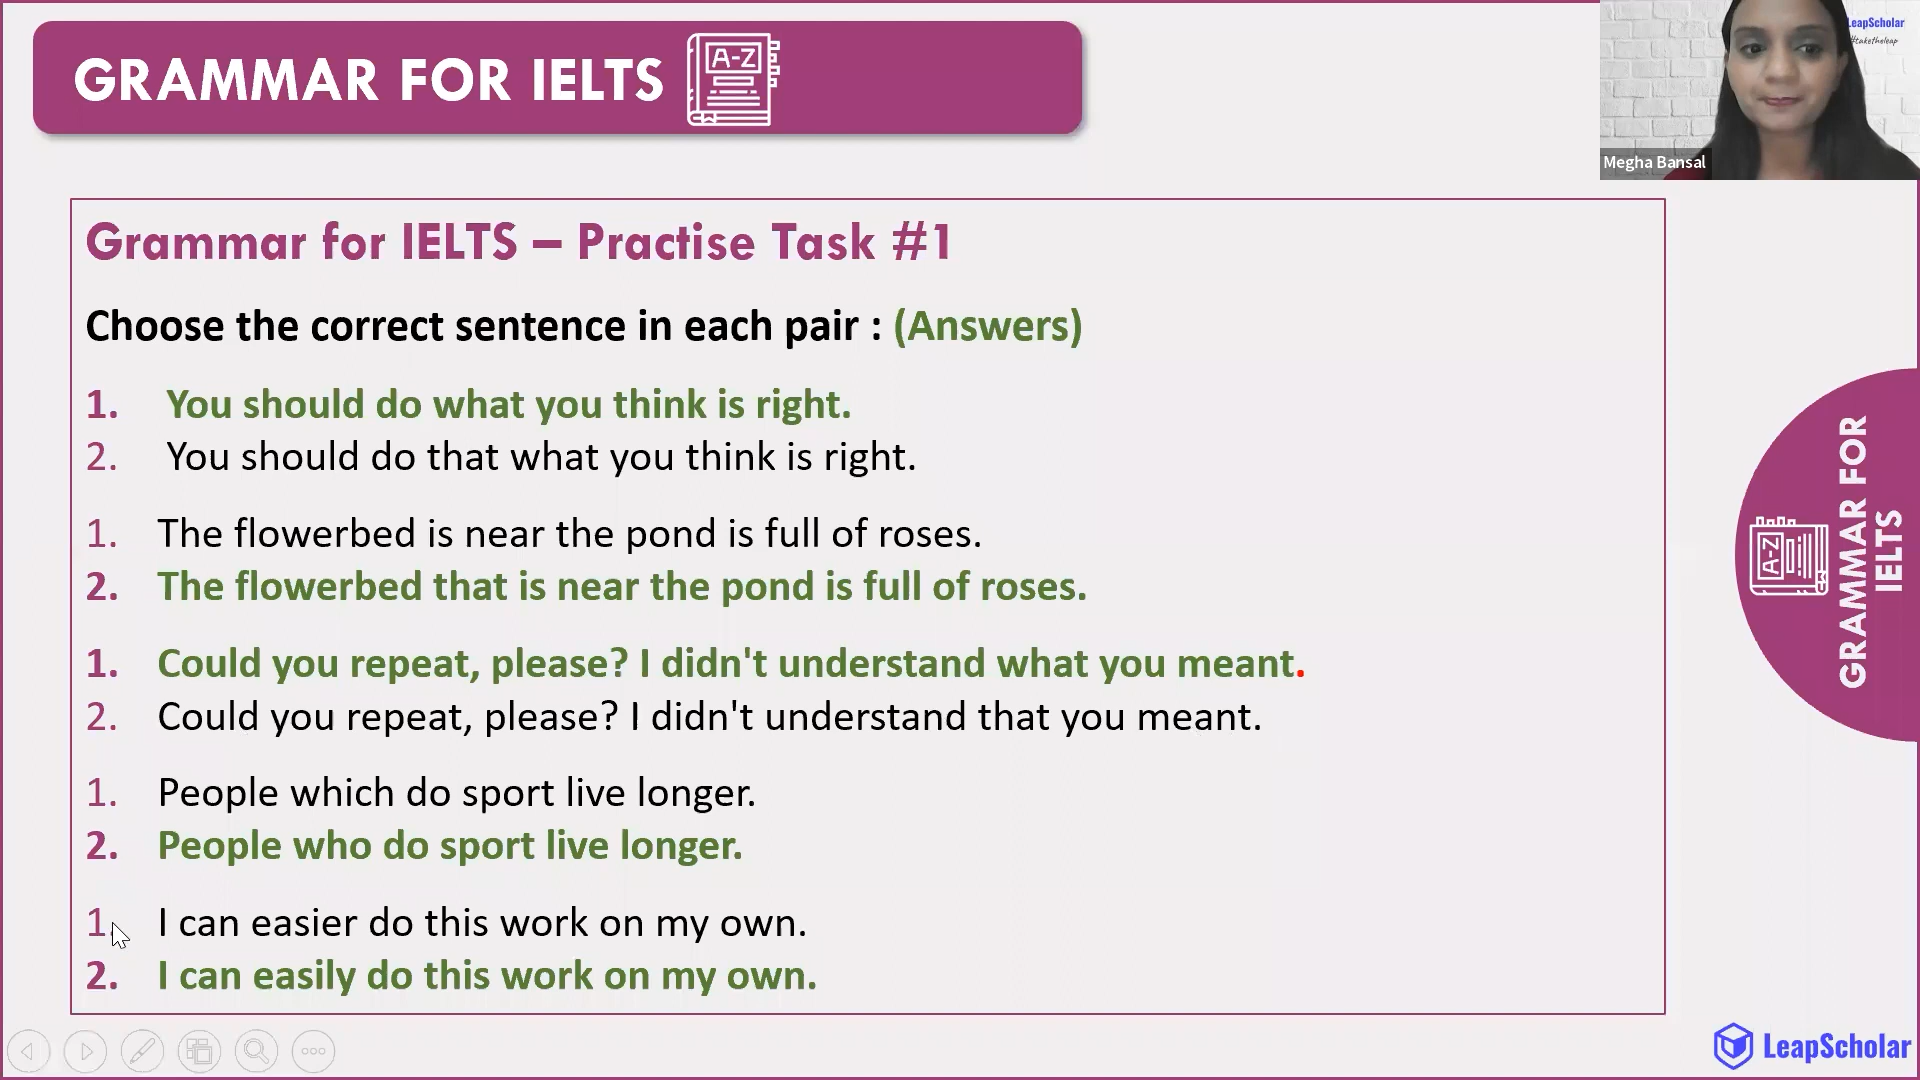 GRAMMAR FOR IELTS
A-Z
LeapScholar
#taketheleap
Megha Bansal
Grammar for IELTS – Practise Task #1
Choose the correct sentence in each pair : (Answers)
1. You should do what you think is right.
2. You should do that what you think is right.
1. The flowerbed is near the pond is full of roses.
2. The flowerbed that is near the pond is full of roses.
1. Could you repeat, please? I didn't understand what you meant.
2. Could you repeat, please? I didn't understand that you meant.
1. People which do sport live longer.
2. People who do sport live longer.
1. I can easier do this work on my own.
2. I can easily do this work on my own.
A-Z
GRAMMAR FOR
IELTS
LeapScholar